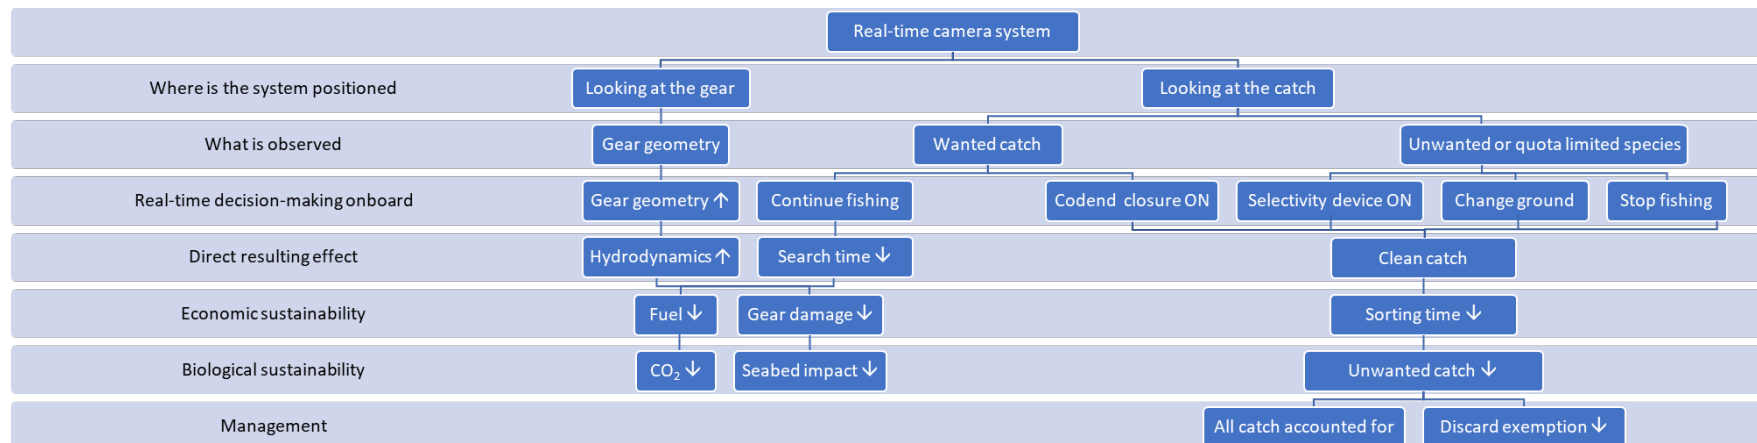 Real-time camera system
Where is the system positioned
Looking at the gear
Looking at the catch
What is observed
Gear geometry
Wanted catch
Unwanted or quota limited species
Real-time decision-making onboard
Gear geometry ↑
Continue fishing
Codend closure ON
Selectivity device ON
Change ground
Stop fishing
Direct resulting effect
Hydrodynamics ↑
Search time ↓
Clean catch
Economic sustainability
Fuel ↓
Gear damage ↓
Sorting time ↓
Biological sustainability
CO₂ ↓
Seabed impact ↓
Unwanted catch ↓
Management
All catch accounted for
Discard exemption ↓